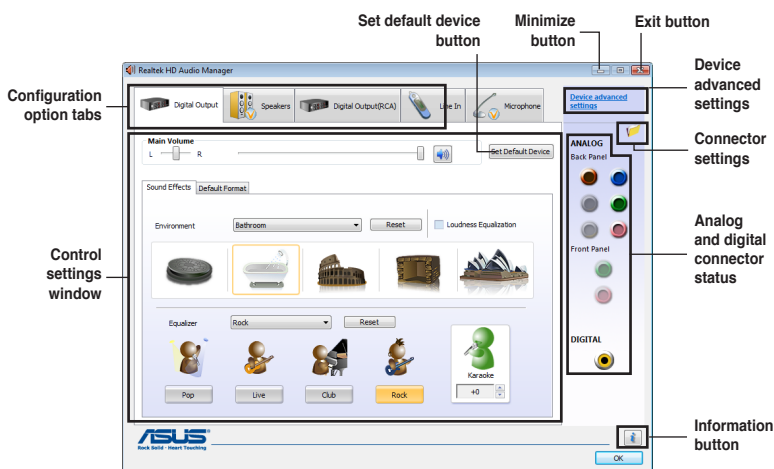 Set default device
button
Minimize
button
Exit button
Realtek HD Audio Manager
Device
advanced
settings
Configuration
option tabs
Digital Output
Speakers
Digital Output(RCA)
Line In
Microphone
Device advanced
settings
Connector
settings
Main Volume
L
R
Set Default Device
ANALOG
Back Panel
Sound Effects
Default Format
Environment
Bathroom
Reset
Loudness Equalization
Control
settings
window
Analog
and digital
connector
status
Front Panel
Equalizer
Rock
Reset
DIGITAL
Karaoke
Pop
Live
Club
Rock
+0
ASUS
Rock Solid · Heart Touching
Information
button
OK